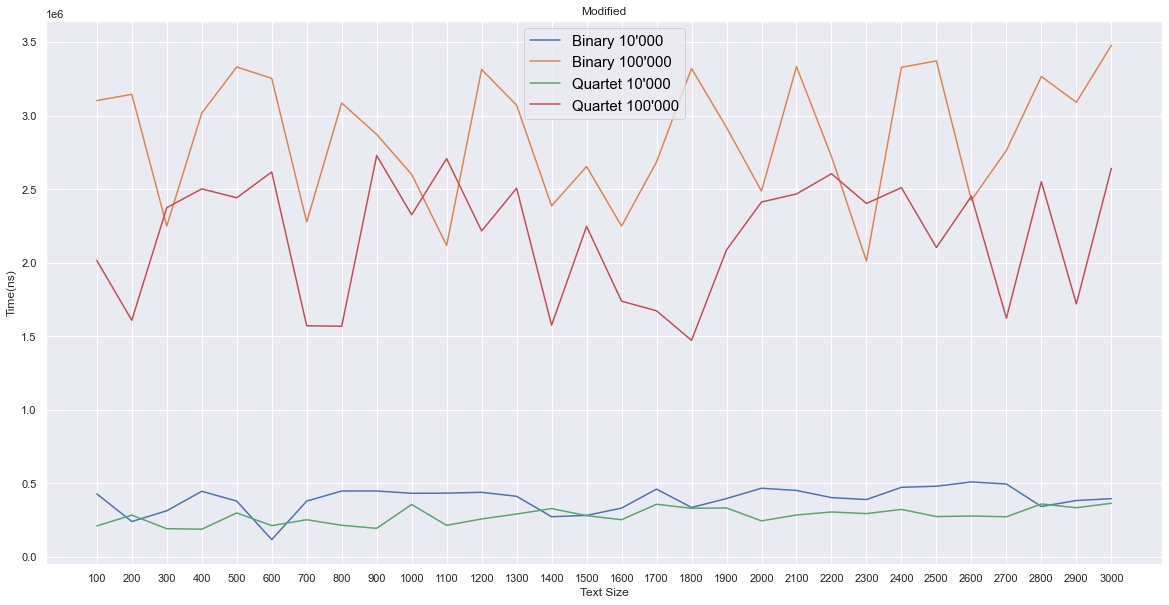 Modified
1e6
3.5
3.0
2.5
2.0
1.5
1.0
0.5
0.0
Time(ns)
Binary 10'000
Binary 100'000
Quartet 10'000
Quartet 100'000
100 200 300 400 500 600 700 800 900 1000 1100 1200 1300 1400 1500 1600 1700 1800 1900 2000 2100 2200 2300 2400 2500 2600 2700 2800 2900 3000
Text Size